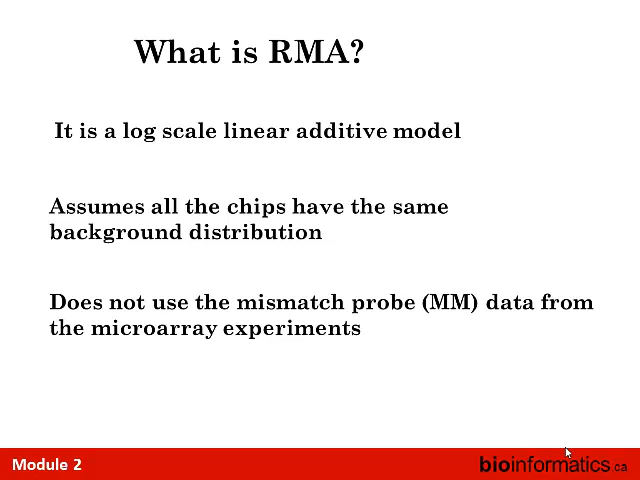 What is RMA?
It is a log scale linear additive model
Assumes all the chips have the same
background distribution
Does not use the mismatch probe (MM) data from
the microarray experiments
Module 2
bioinformatics.ca